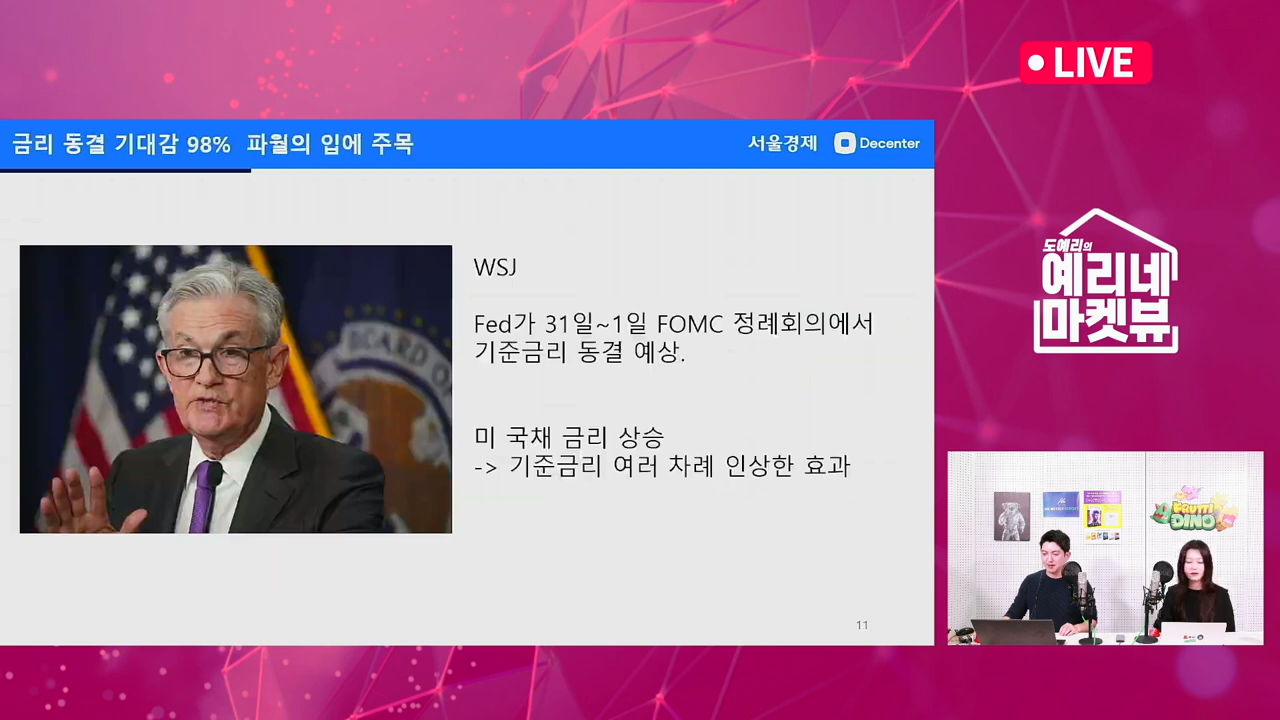 LIVE
금리 동결 기대감 98% 파월의 입에 주목
서울경제 Decenter
도예리의
예리네
마켓뷰
WSJ
Fed가 31일~1일 FOMC 정례회의에서
기준금리 동결 예상.
미 국채 금리 상승
-> 기준금리 여러 차례 인상한 효과
BOARD OF
11
FRUTTI
DINO